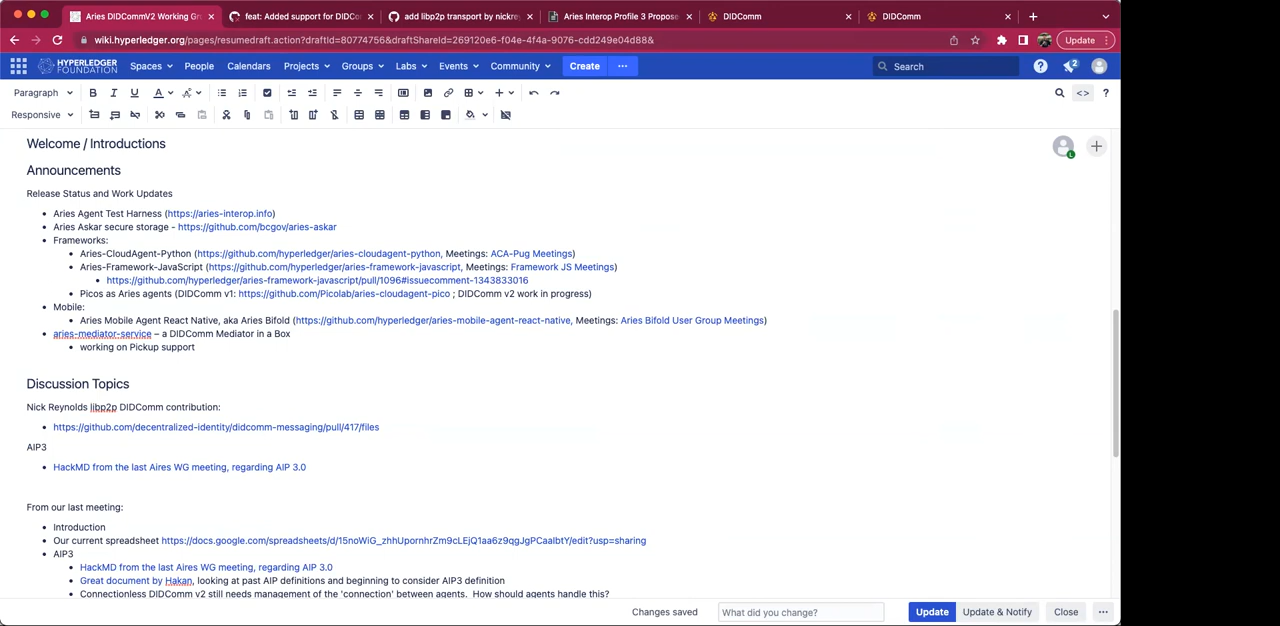 Aries DIDCommV2 Working Gr
feat: Added support for DIDCo
add libp2p transport by nickre
Aries Interop Profile 3 Propose
DIDComm
DIDComm
wiki.hyperledger.org/pages/resumedraft.action?draftId=80774756&draftShareId=269120e6-f04e-4f4a-9076-cdd249e04d88&
Update
HYPERLEDGER FOUNDATION
Spaces People Calendars Projects Groups Labs Events Community Create ... Search 2
Paragraph B I U A <> ?
Responsive
Welcome / Introductions
Announcements
Release Status and Work Updates
• Aries Agent Test Harness (https://aries-interop.info)
• Aries Askar secure storage - https://github.com/bcgov/aries-askar
• Frameworks:
• Aries-CloudAgent-Python (https://github.com/hyperledger/aries-cloudagent-python, Meetings: ACA-Pug Meetings)
• Aries-Framework-JavaScript (https://github.com/hyperledger/aries-framework-javascript, Meetings: Framework JS Meetings)
• https://github.com/hyperledger/aries-framework-javascript/pull/1096#issuecomment-1343833016
• Picos as Aries agents (DIDComm v1: https://github.com/Picolab/aries-cloudagent-pico ; DIDComm v2 work in progress)
• Mobile:
• Aries Mobile Agent React Native, aka Aries Bifold (https://github.com/hyperledger/aries-mobile-agent-react-native, Meetings: Aries Bifold User Group Meetings)
• aries-mediator-service – a DIDComm Mediator in a Box
• working on Pickup support
Discussion Topics
Nick Reynolds libp2p DIDComm contribution:
• https://github.com/decentralized-identity/didcomm-messaging/pull/417/files
AIP3
• HackMD from the last Aires WG meeting, regarding AIP 3.0
From our last meeting:
• Introduction
• Our current spreadsheet https://docs.google.com/spreadsheets/d/15noWiG_zhhUpornhrZm9cLEjQ1aa6z9qgJgPCaaIbtY/edit?usp=sharing
• AIP3
• HackMD from the last Aires WG meeting, regarding AIP 3.0
• Great document by Hakan, looking at past AIP definitions and beginning to consider AIP3 definition
• Connectionless DIDComm v2 still needs management of the 'connection' between agents. How should agents handle this?
Changes saved What did you change? Update Update & Notify Close ...